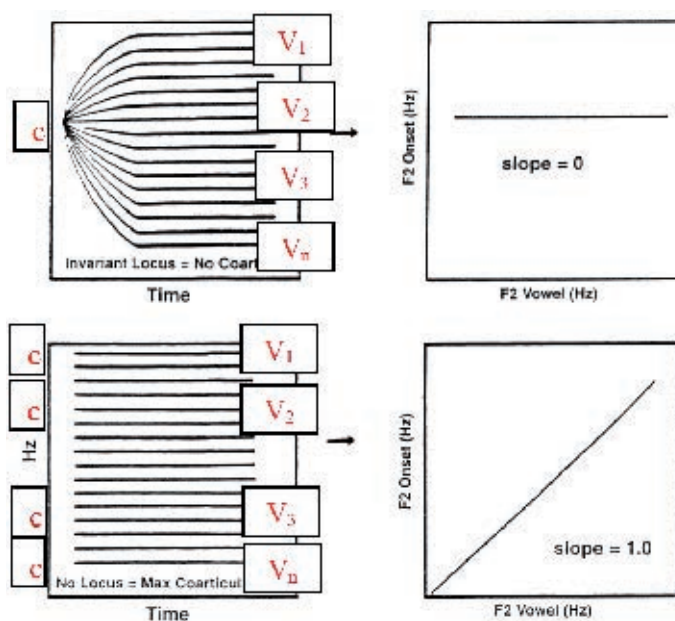 V₁
C
V₂
V₃
Vₙ
Invariant Locus = No Coart
Time
F2 Onset (Hz)
slope = 0
F2 Vowel (Hz)
C
V₁
C
V₂
Hz
C
V₃
C
Vₙ
No Locus = Max Coarticul
Time
F2 Onset (Hz)
slope = 1.0
F2 Vowel (Hz)